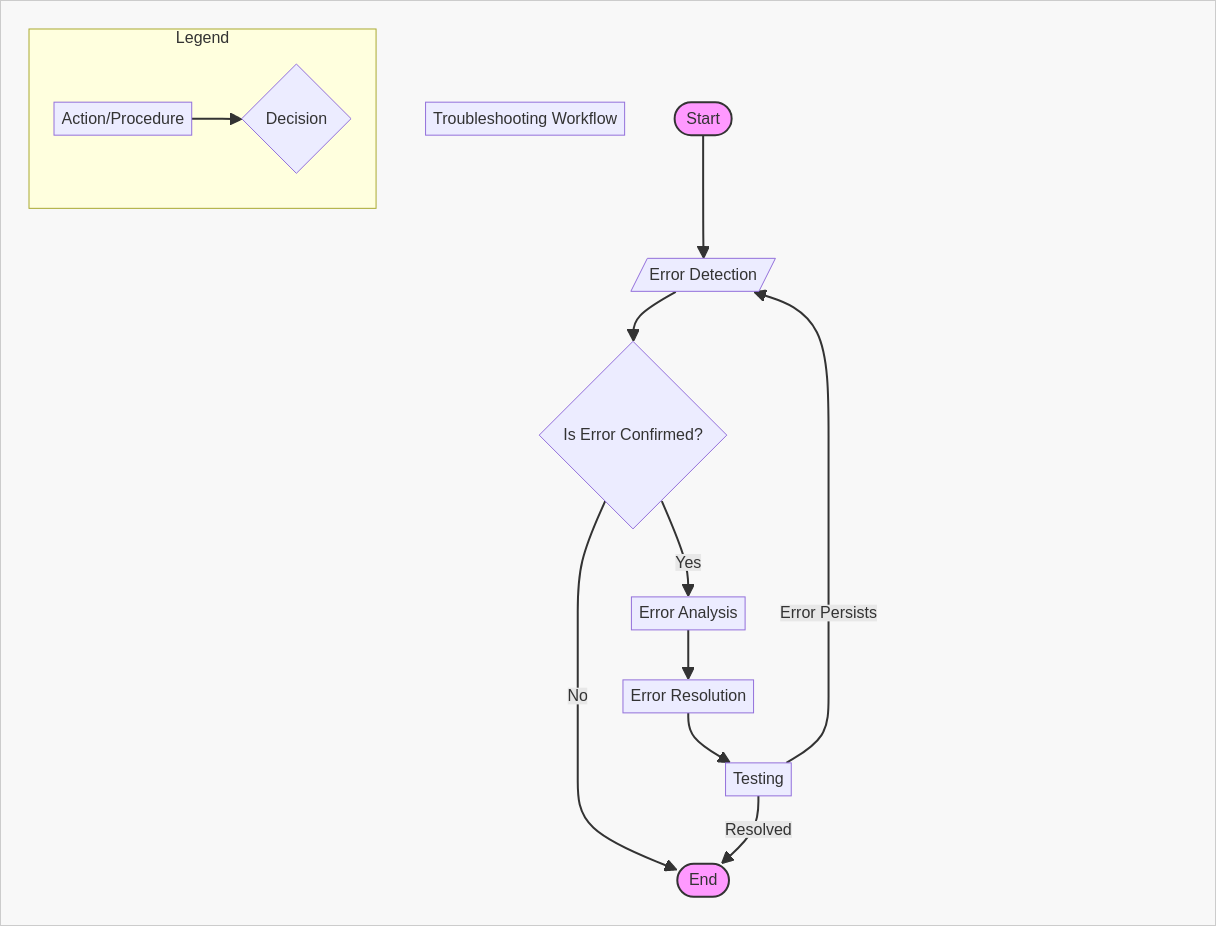 Legend
Action/Procedure
Decision
Troubleshooting Workflow
Start
Error Detection
Is Error Confirmed?
Yes
Error Analysis
Error Persists
No
Error Resolution
Testing
Resolved
End